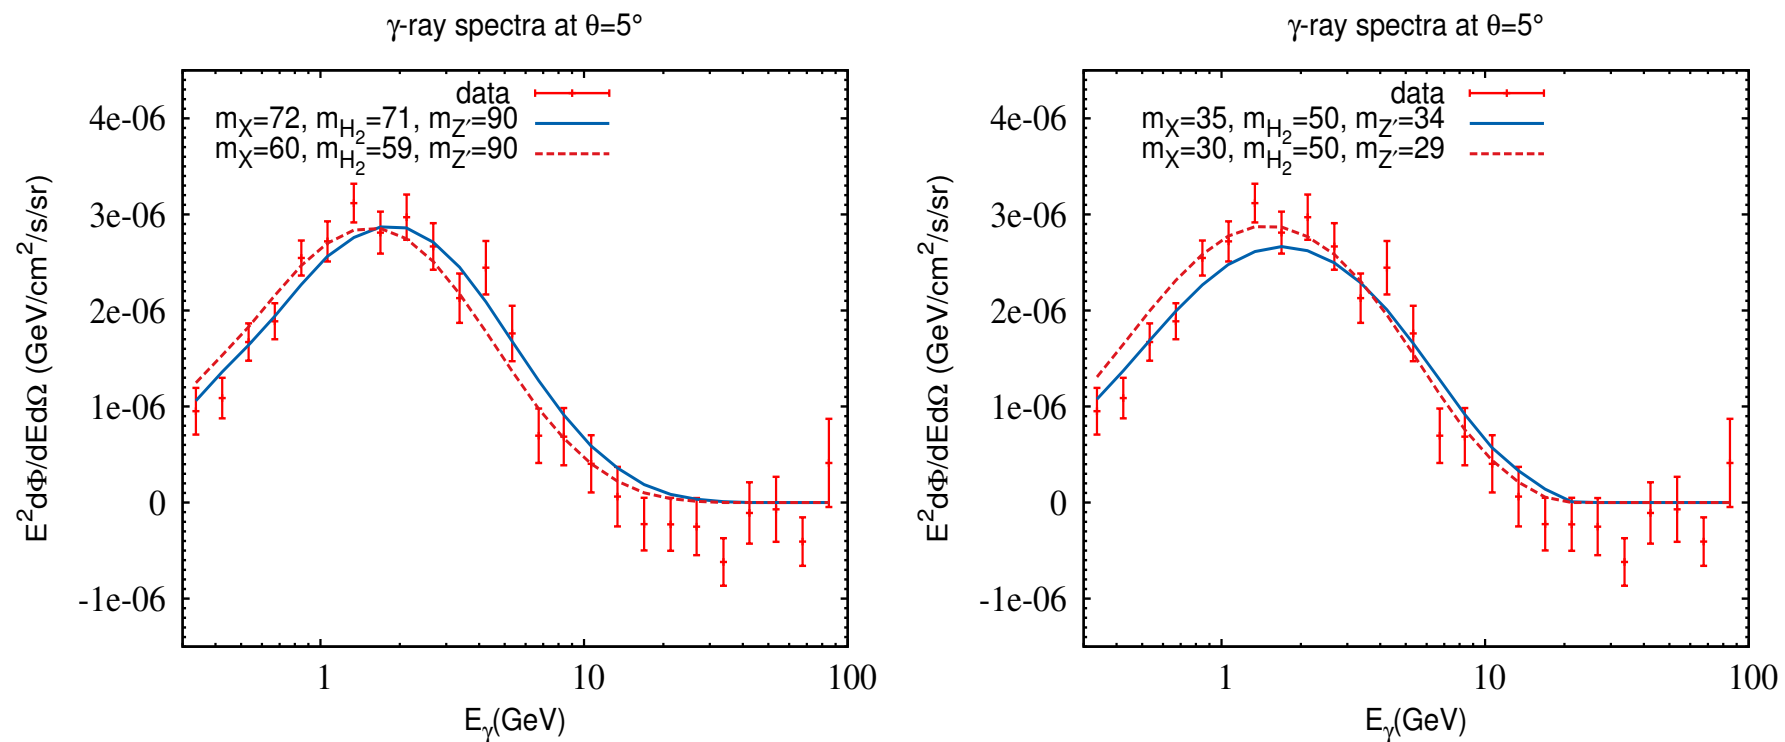 γ-ray spectra at θ=5°
data
m_X=72, m_H₂=71, m_Z′=90
m_X=60, m_H₂=59, m_Z′=90
4e-06
3e-06
2e-06
1e-06
0
-1e-06
E²dΦ/dEdΩ (GeV/cm²/s/sr)
1 10 100
E_γ(GeV)
γ-ray spectra at θ=5°
data
m_X=35, m_H₂=50, m_Z′=34
m_X=30, m_H₂=50, m_Z′=29
4e-06
3e-06
2e-06
1e-06
0
-1e-06
E²dΦ/dEdΩ (GeV/cm²/s/sr)
1 10 100
E_γ(GeV)